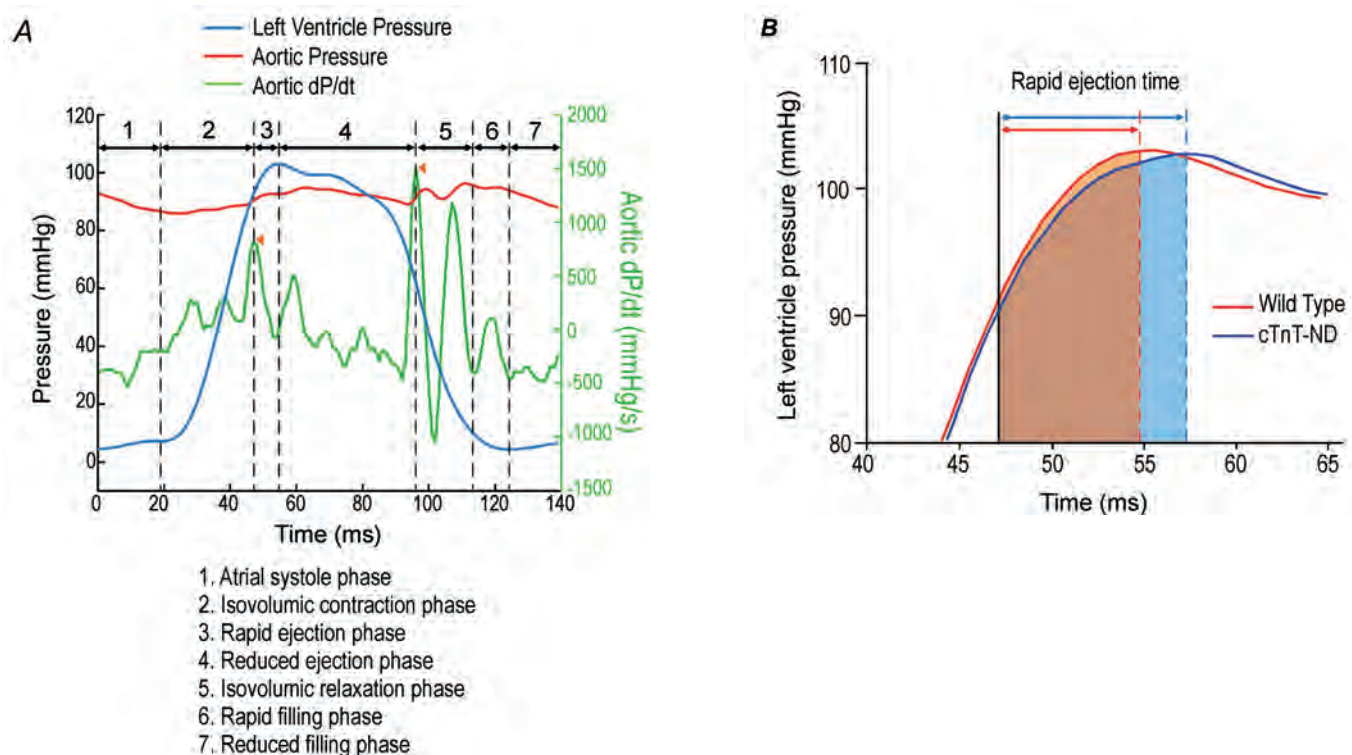 A
Left Ventricle Pressure
Aortic Pressure
Aortic dP/dt
1 2 3 4 5 6 7
Pressure (mmHg)
120
100
80
60
40
20
0
2000
1500
1000
500
0
-500
-1000
-1500
Aortic dP/dt (mmHg/s)
0 20 40 60 80 100 120 140
Time (ms)
1. Atrial systole phase
2. Isovolumic contraction phase
3. Rapid ejection phase
4. Reduced ejection phase
5. Isovolumic relaxation phase
6. Rapid filling phase
7. Reduced filling phase
B
Rapid ejection time
Left ventricle pressure (mmHg)
110
100
90
80
Wild Type
cTnT-ND
40 45 50 55 60 65
Time (ms)